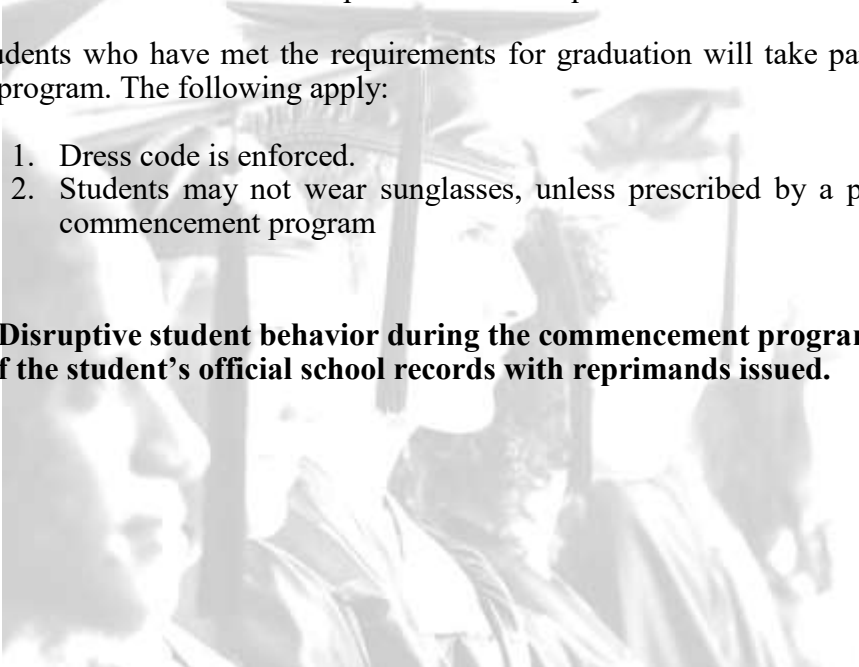 udents who have met the requirements for graduation will take pa
program. The following apply:
1. Dress code is enforced.
2. Students may not wear sunglasses, unless prescribed by a p
commencement program
Disruptive student behavior during the commencement progra
f the student’s official school records with reprimands issued.